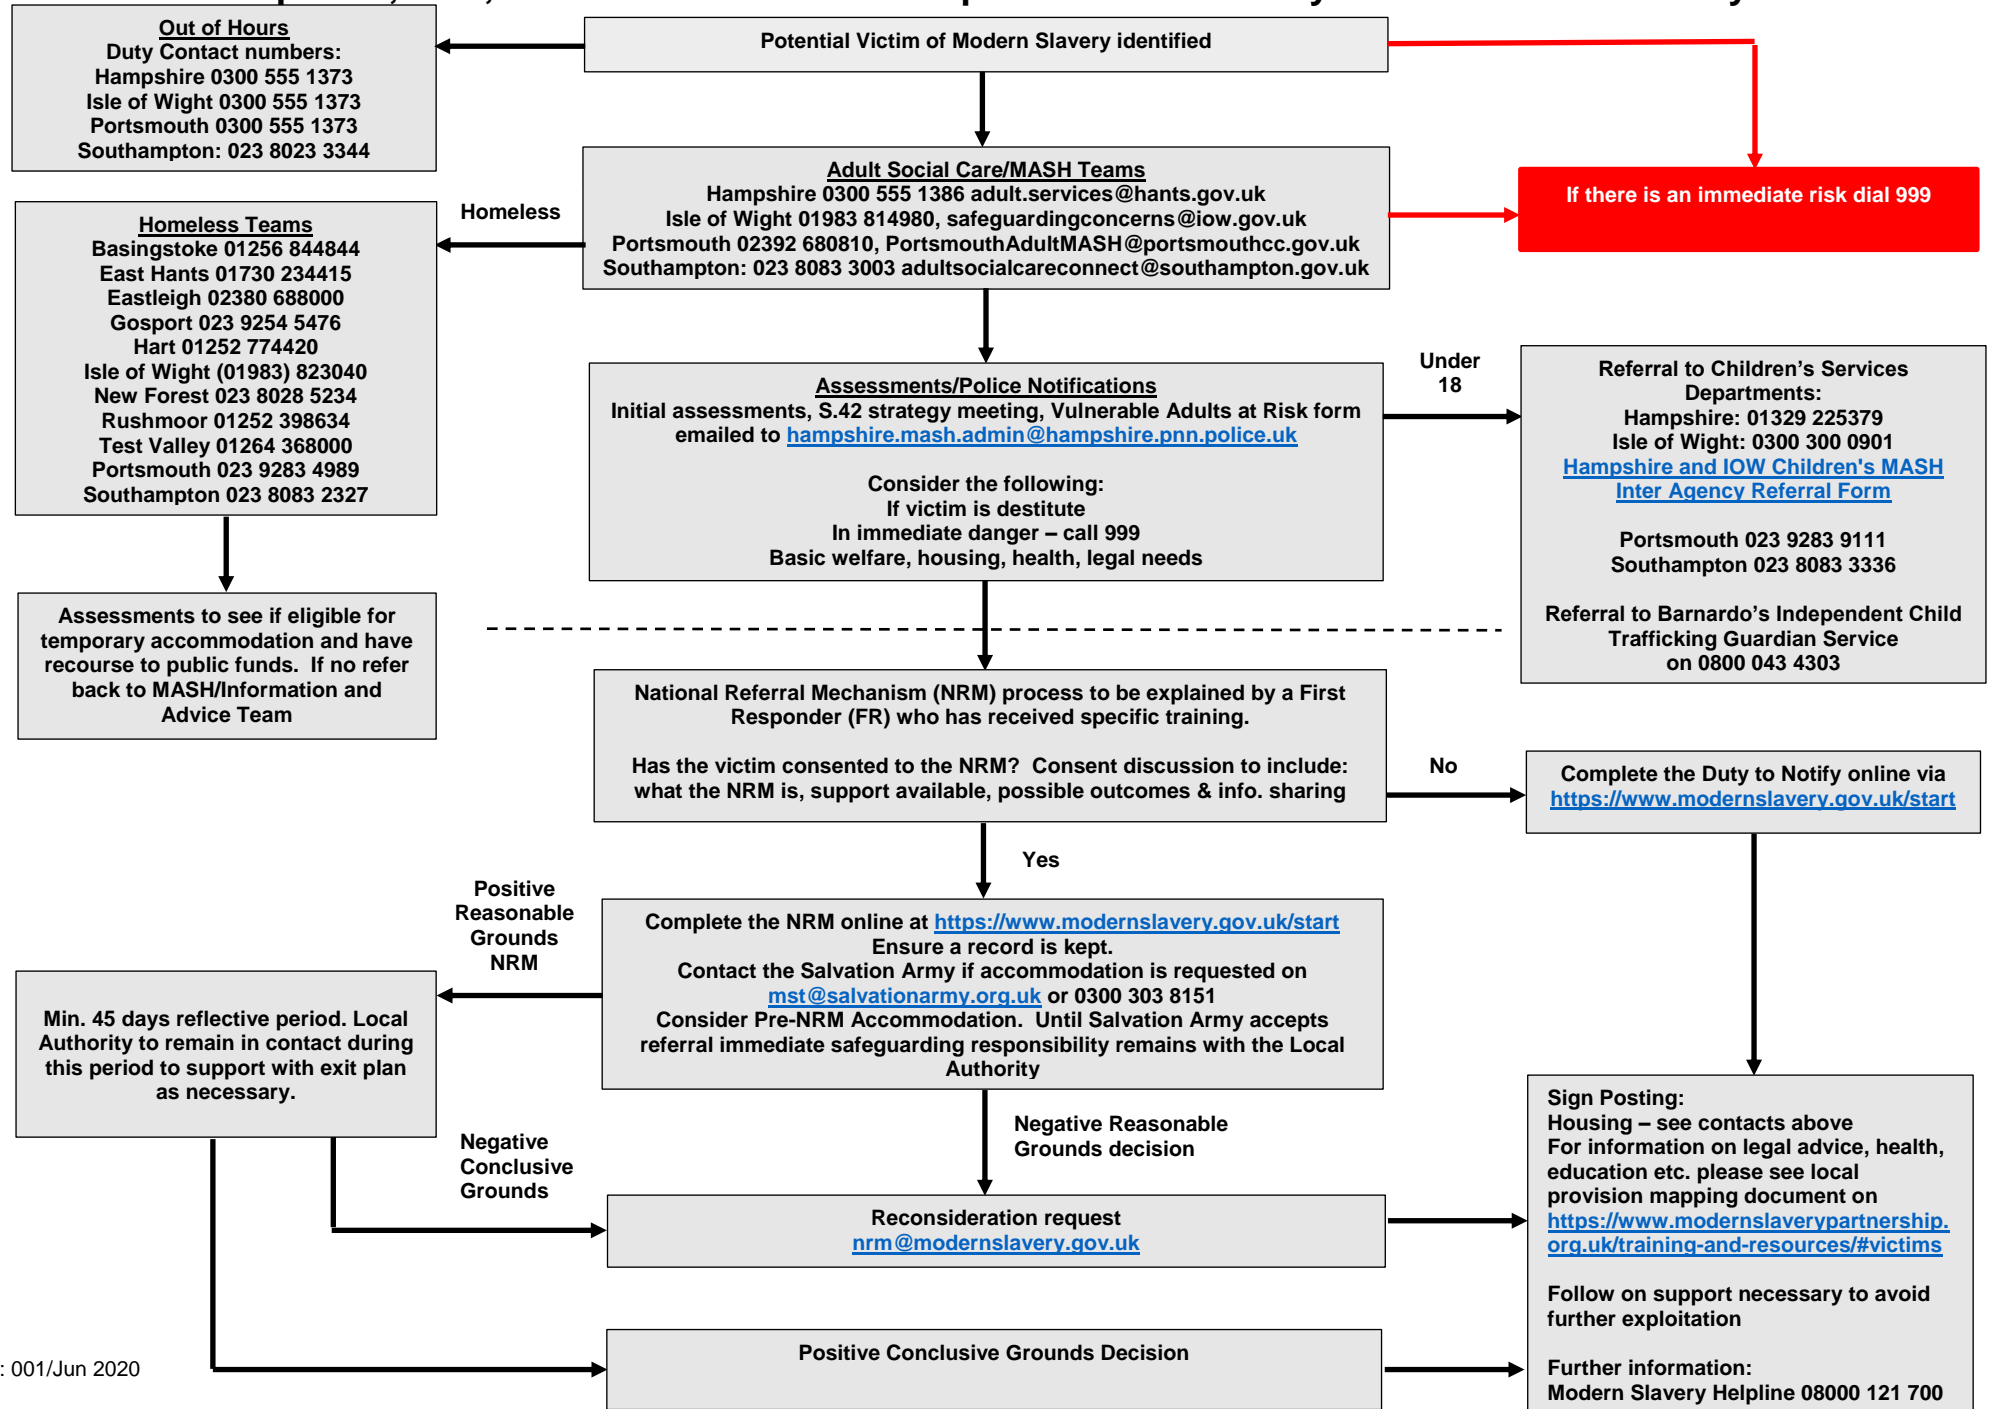 Out of Hours
Duty Contact numbers:
Hampshire 0300 555 1373
Isle of Wight 0300 555 1373
Portsmouth 0300 555 1373
Southampton: 023 8023 3344
Potential Victim of Modern Slavery identified
Adult Social Care/MASH Teams
Hampshire 0300 555 1386 adult.services@hants.gov.uk
Isle of Wight 01983 814980, safeguardingconcerns@iow.gov.uk
Portsmouth 02392 680810, PortsmouthAdultMASH@portsmouthcc.gov.uk
Southampton: 023 8083 3003 adultsocialcareconnect@southampton.gov.uk
If there is an immediate risk dial 999
Homeless
Homeless Teams
Basingstoke 01256 844844
East Hants 01730 234415
Eastleigh 02380 688000
Gosport 023 9254 5476
Hart 01252 774420
Isle of Wight (01983) 823040
New Forest 023 8028 5234
Rushmoor 01252 398634
Test Valley 01264 368000
Portsmouth 023 9283 4989
Southampton 023 8083 2327
Assessments/Police Notifications
Initial assessments, S.42 strategy meeting, Vulnerable Adults at Risk form
emailed to hampshire.mash.admin@hampshire.pnn.police.uk
Consider the following:
If victim is destitute
In immediate danger – call 999
Basic welfare, housing, health, legal needs
Under
18
Referral to Children's Services
Departments:
Hampshire: 01329 225379
Isle of Wight: 0300 300 0901
Hampshire and IOW Children's MASH
Inter Agency Referral Form
Portsmouth 023 9283 9111
Southampton 023 8083 3336
Referral to Barnardo's Independent Child
Trafficking Guardian Service
on 0800 043 4303
Assessments to see if eligible for
temporary accommodation and have
recourse to public funds. If no refer
back to MASH/Information and
Advice Team
National Referral Mechanism (NRM) process to be explained by a First
Responder (FR) who has received specific training.
Has the victim consented to the NRM? Consent discussion to include:
what the NRM is, support available, possible outcomes & info. sharing
No
Complete the Duty to Notify online via
https://www.modernslavery.gov.uk/start
Yes
Positive
Reasonable
Grounds
NRM
Complete the NRM online at https://www.modernslavery.gov.uk/start
Ensure a record is kept.
Contact the Salvation Army if accommodation is requested on
mst@salvationarmy.org.uk or 0300 303 8151
Consider Pre-NRM Accommodation. Until Salvation Army accepts
referral immediate safeguarding responsibility remains with the Local
Authority
Min. 45 days reflective period. Local
Authority to remain in contact during
this period to support with exit plan
as necessary.
Negative
Conclusive
Grounds
Negative Reasonable
Grounds decision
Reconsideration request
nrm@modernslavery.gov.uk
Positive Conclusive Grounds Decision
Sign Posting:
Housing – see contacts above
For information on legal advice, health,
education etc. please see local
provision mapping document on
https://www.modernslaverypartnership.
org.uk/training-and-resources/#victims
Follow on support necessary to avoid
further exploitation
Further information:
Modern Slavery Helpline 08000 121 700
: 001/Jun 2020